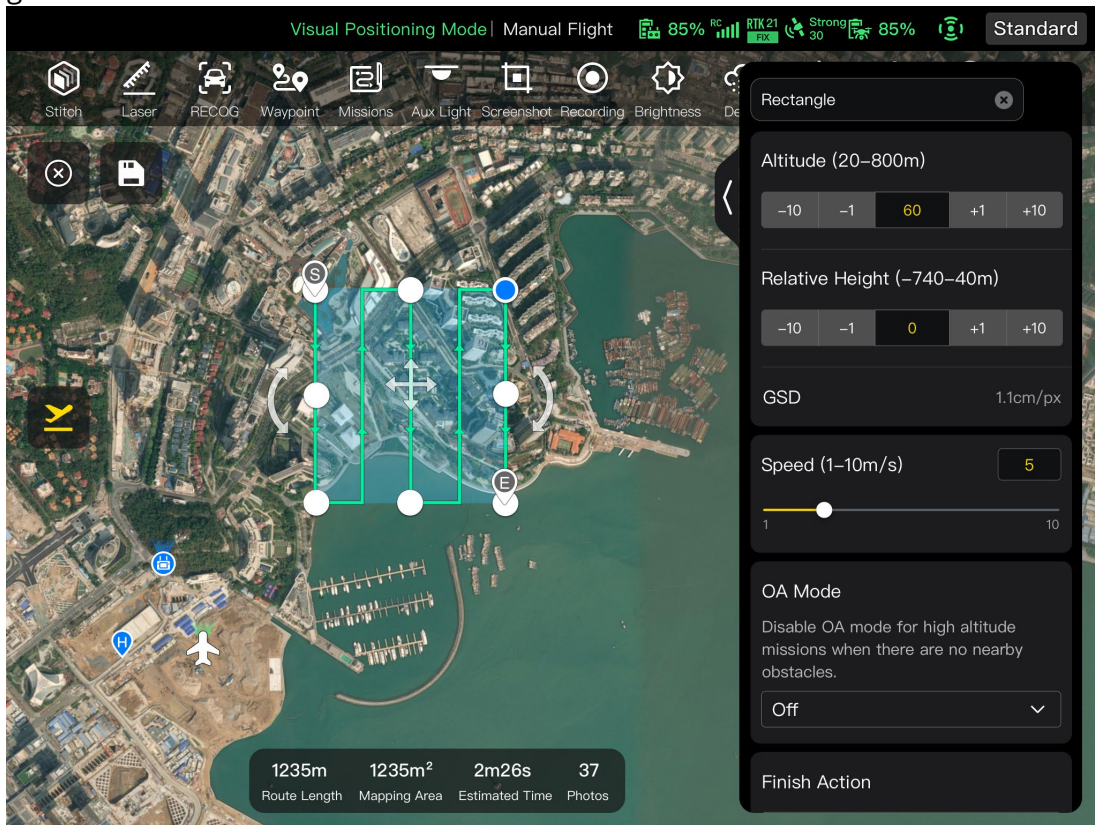 Visual Positioning Mode | Manual Flight 85% RC RTK 21 FIX Strong 30 85% Standard
Stitch Laser RECOG Waypoint Missions Aux Light Screenshot Recording Brightness De
Rectangle
Altitude (20–800m)
–10 –1 60 +1 +10
Relative Height (–740–40m)
–10 –1 0 +1 +10
GSD 1.1cm/px
Speed (1–10m/s) 5
1 10
OA Mode
Disable OA mode for high altitude
missions when there are no nearby
obstacles.
Off
Finish Action
S
E
H
1235m 1235m² 2m26s 37
Route Length Mapping Area Estimated Time Photos